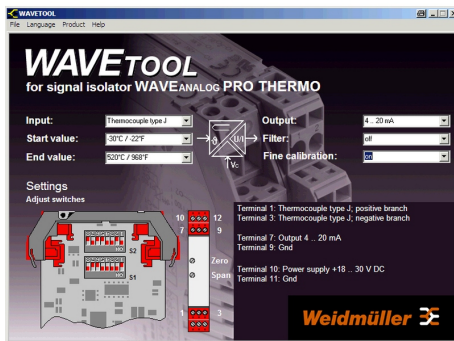 WAVETOOL
File Language Product Help
WAVETOOL
for signal isolator WAVEANALOG PRO THERMO
Input: Thermocouple type J Output: 4 .. 20 mA
Start value: -30°C / -22°F Filter: off
End value: 520°C / 968°F Fine calibration: on
Vc
Settings
Adjust switches
10 12
7 9
S2
S1
Zero
Span
1 3
Terminal 1: Thermocouple type J; positive branch
Terminal 3: Thermocouple type J; negative branch
Terminal 7: Output 4 .. 20 mA
Terminal 9: Gnd
Terminal 10: Power supply +18 .. 30 V DC
Terminal 11: Gnd
Weidmüller